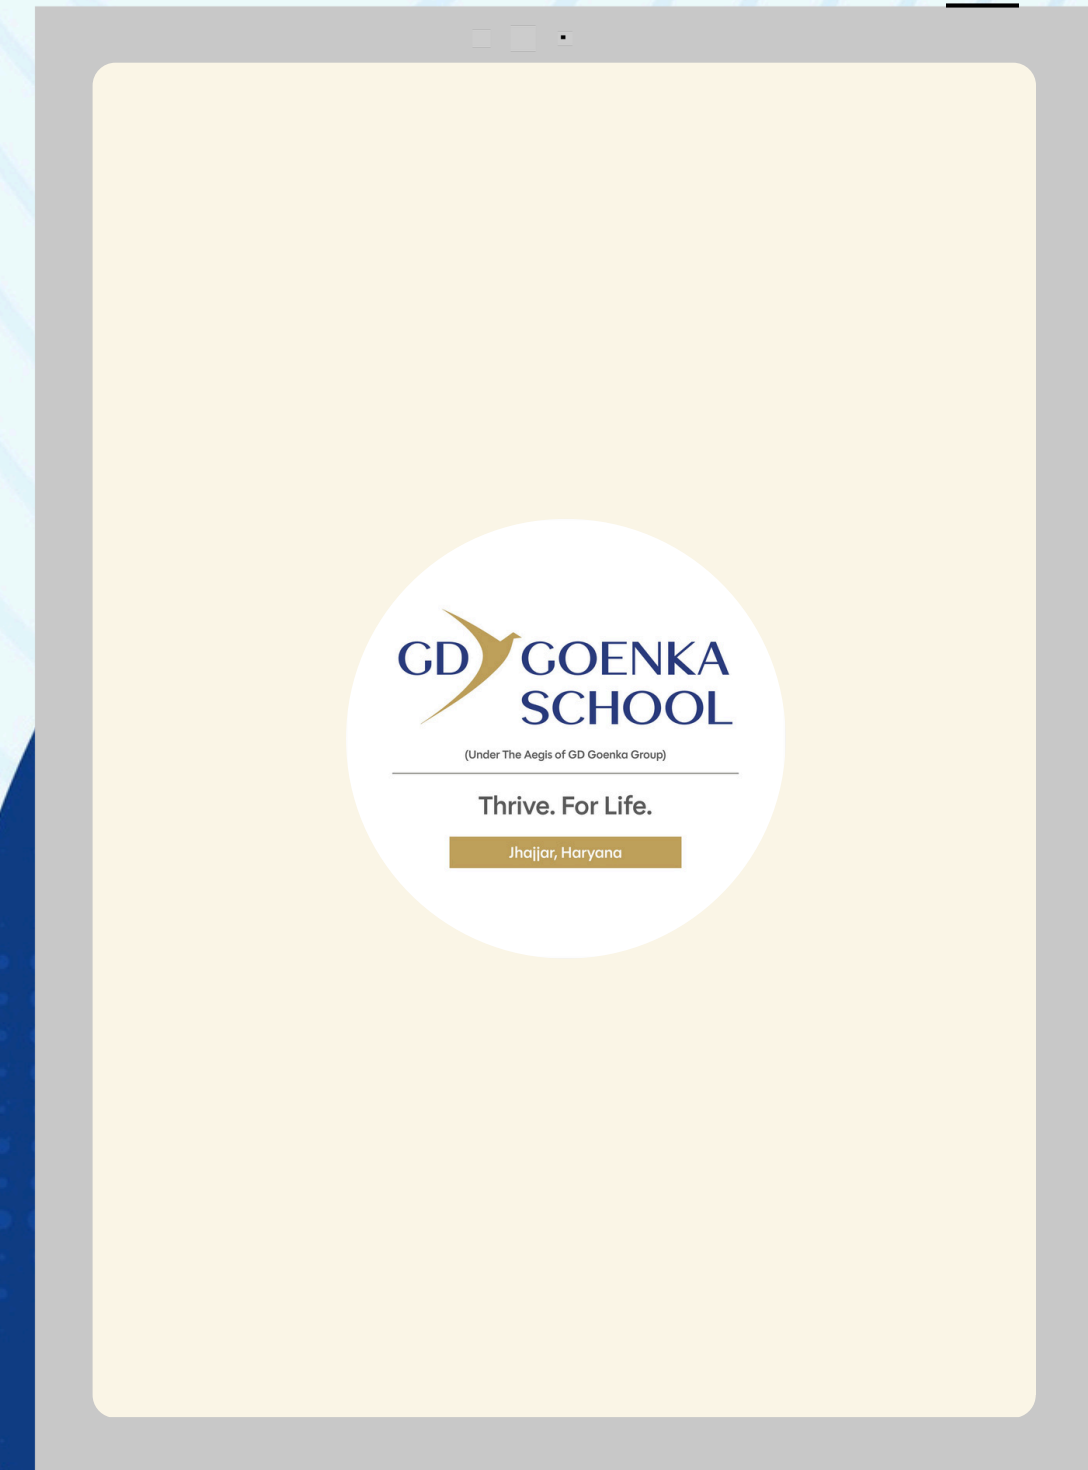 GD GOENKA
SCHOOL
(Under The Aegis of GD Goenka Group)
Thrive. For Life.
Jhajjar, Haryana